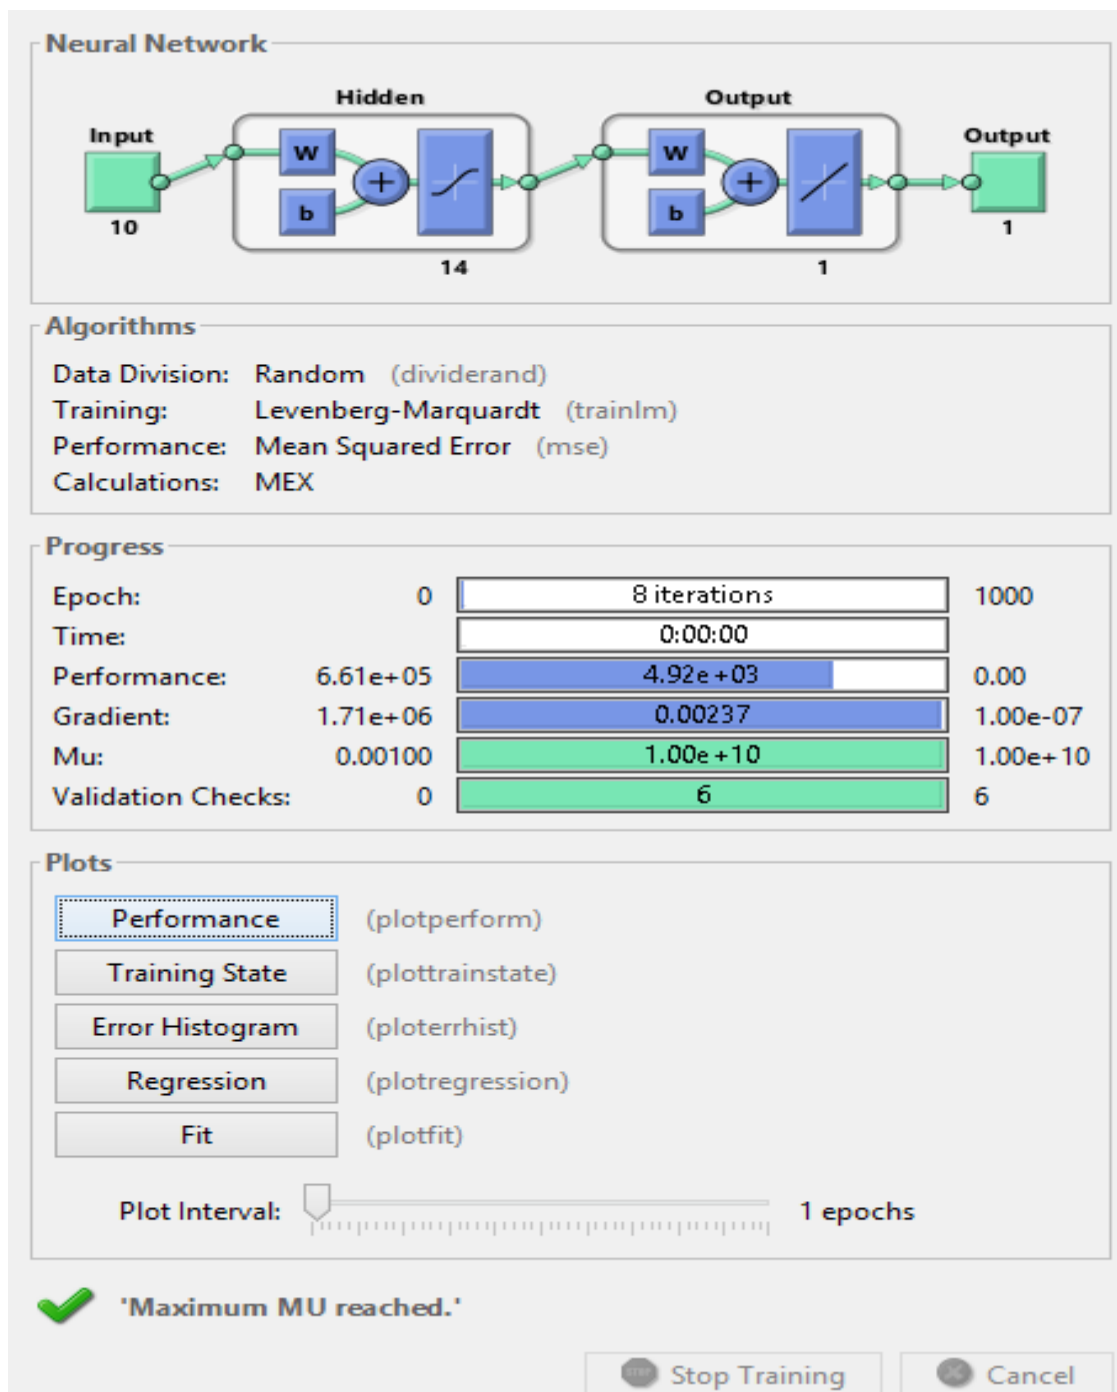 Neural Network
Hidden Output
Input Output
W W
b b
10 1
14 1
Algorithms
Data Division: Random (dividerand)
Training: Levenberg-Marquardt (trainlm)
Performance: Mean Squared Error (mse)
Calculations: MEX
Progress
Epoch: 0 8 iterations 1000
Time: 0:00:00
Performance: 6.61e+05 4.92e+03 0.00
Gradient: 1.71e+06 0.00237 1.00e-07
Mu: 0.00100 1.00e+10 1.00e+10
Validation Checks: 0 6 6
Plots
Performance (plotperform)
Training State (plottrainstate)
Error Histogram (ploterrhist)
Regression (plotregression)
Fit (plotfit)
Plot Interval: 1 epochs
'Maximum MU reached.'
Stop Training Cancel